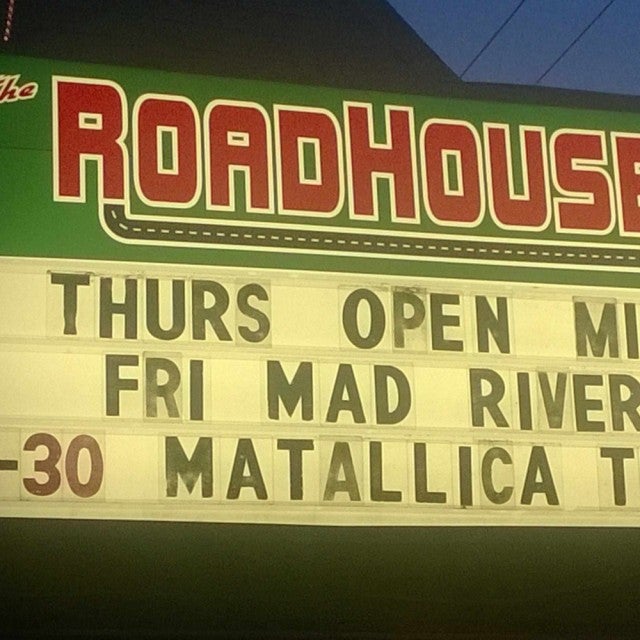 The
ROADHOUSE
THURS OPEN MI
FRI MAD RIVER
-30 MATALLICA T